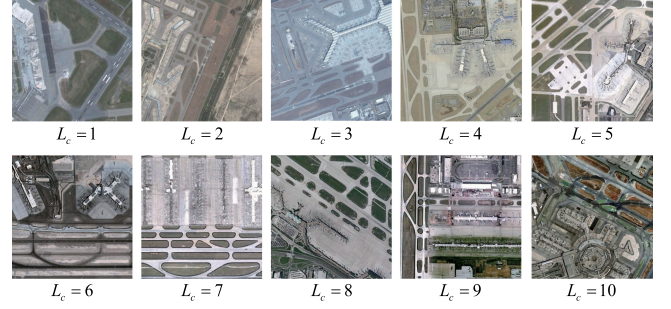 L_c = 1
L_c = 2
L_c = 3
L_c = 4
L_c = 5
L_c = 6
L_c = 7
L_c = 8
L_c = 9
L_c = 10